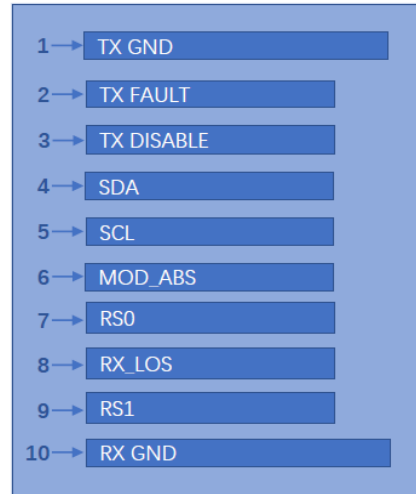 1 TX GND
2 TX FAULT
3 TX DISABLE
4 SDA
5 SCL
6 MOD_ABS
7 RS0
8 RX_LOS
9 RS1
10 RX GND